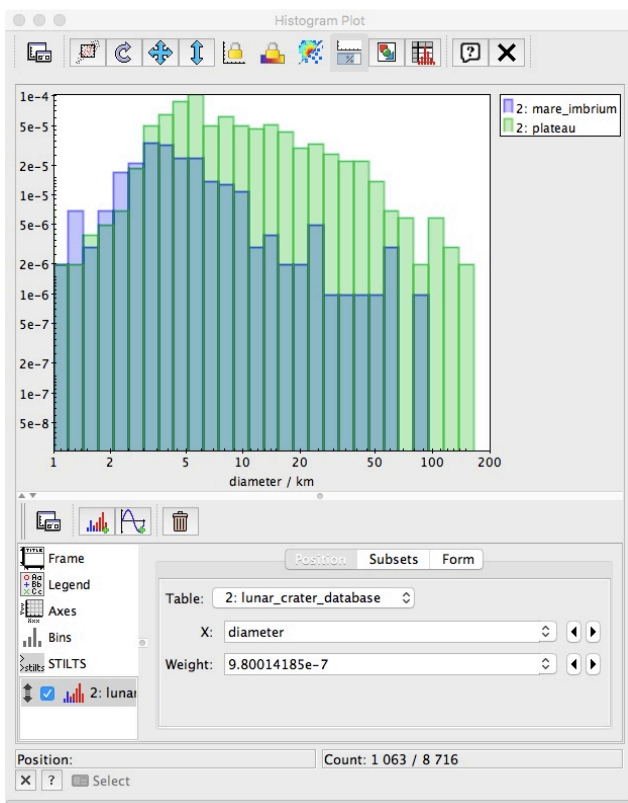 Histogram Plot
1e-4
5e-5
2e-5
1e-5
5e-6
2e-6
1e-6
5e-7
2e-7
1e-7
5e-8
1 2 5 10 20 50 100 200
diameter / km
2: mare_imbrium
2: plateau
Frame
Legend
Axes
Bins
STILTS
2: lunar
Position Subsets Form
Table: 2: lunar_crater_database
X: diameter
Weight: 9.80014185e-7
Position:
Count: 1 063 / 8 716
? Select